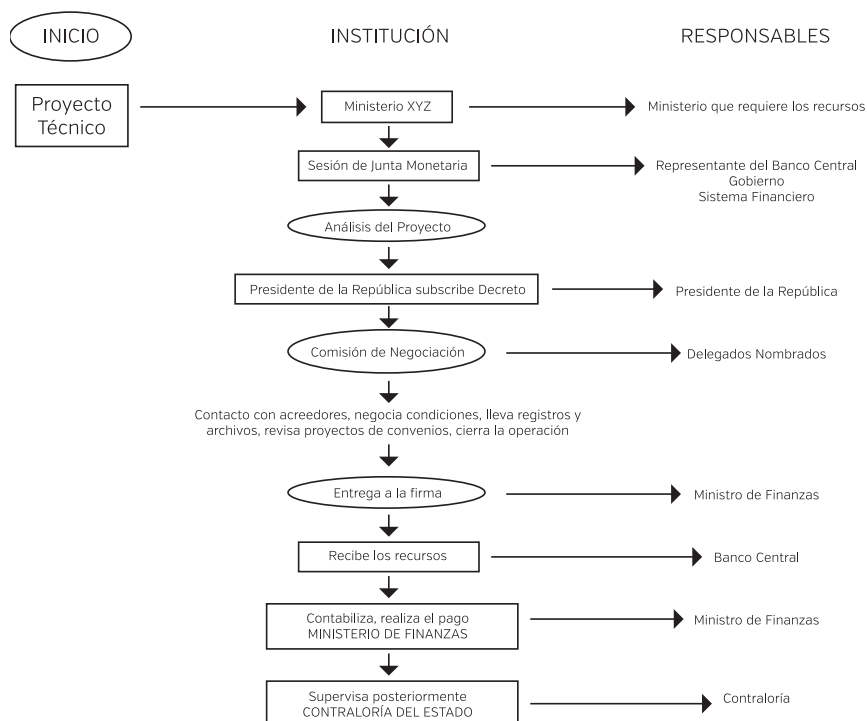 INICIO
INSTITUCIÓN
RESPONSABLES
Proyecto
Técnico
Ministerio XYZ
Ministerio que requiere los recursos
Sesión de Junta Monetaria
Representante del Banco Central
Gobierno
Sistema Financiero
Análisis del Proyecto
Presidente de la República subscribe Decreto
Presidente de la República
Comisión de Negociación
Delegados Nombrados
Contacto con acreedores, negocia condiciones, lleva registros y
archivos, revisa proyectos de convenios, cierra la operación
Entrega a la firma
Ministro de Finanzas
Recibe los recursos
Banco Central
Contabiliza, realiza el pago
MINISTERIO DE FINANZAS
Ministro de Finanzas
Supervisa posteriormente
CONTRALORÍA DEL ESTADO
Contraloría